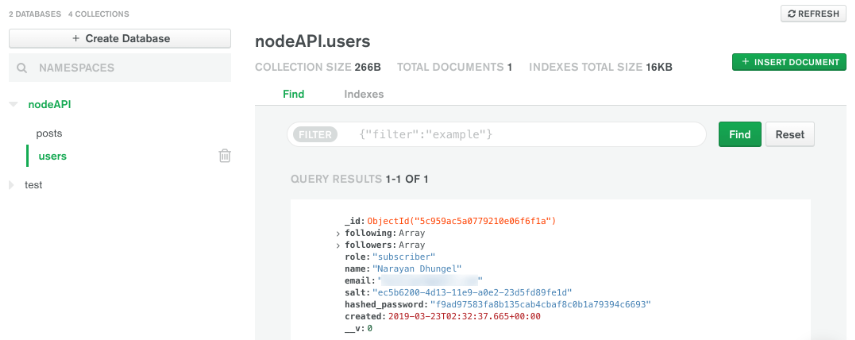 2 DATABASES 4 COLLECTIONS
REFRESH
+ Create Database
NAMESPACES
nodeAPI
posts
users
test
nodeAPI.users
COLLECTION SIZE 266B TOTAL DOCUMENTS 1 INDEXES TOTAL SIZE 16KB
+ INSERT DOCUMENT
Find Indexes
FILTER {"filter":"example"}
Find Reset
QUERY RESULTS 1-1 OF 1
_id:ObjectId("5c959ac5a0779210e06f6f1a")
> following:Array
> followers:Array
role:"subscriber"
name:"Narayan Dhungel"
email:" "
salt:"ec5b6200-4d13-11e9-a0e2-23d5fd89fe1d"
hashed_password:"f9ad97583fa8b135cab4cbaf8c0b1a79394c6693"
created:2019-03-23T02:32:37.665+00:00
__v:0